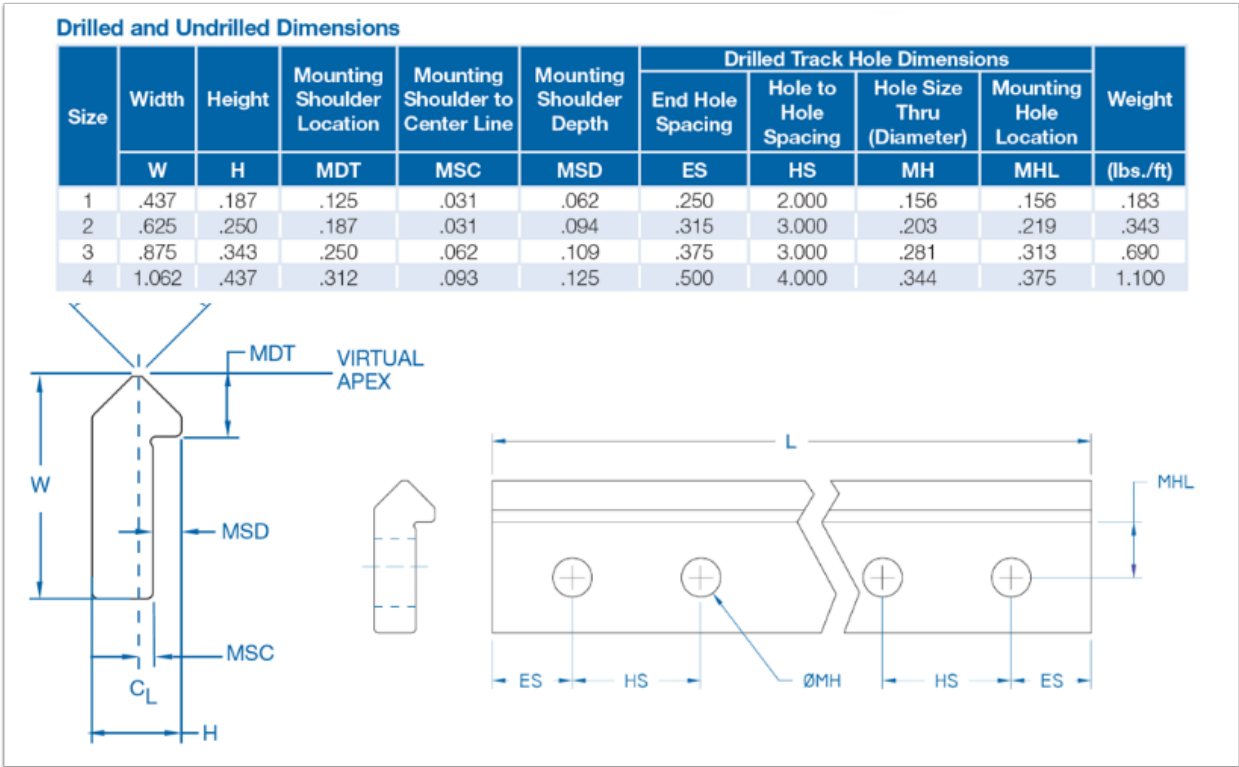 Drilled and Undrilled Dimensions
Size
Width
Height
Mounting
Shoulder
Location
Mounting
Shoulder to
Center Line
Mounting
Shoulder
Depth
Drilled Track Hole Dimensions
End Hole
Spacing
Hole to
Hole
Spacing
Hole Size
Thru
(Diameter)
Mounting
Hole
Location
Weight
W H MDT MSC MSD ES HS MH MHL (lbs./ft)
1 .437 .187 .125 .031 .062 .250 2.000 .156 .156 .183
2 .625 .250 .187 .031 .094 .315 3.000 .203 .219 .343
3 .875 .343 .250 .062 .109 .375 3.000 .281 .313 .690
4 1.062 .437 .312 .093 .125 .500 4.000 .344 .375 1.100
MDT
VIRTUAL
APEX
W
MSD
MSC
CL
H
L
MHL
ES HS ØMH HS ES